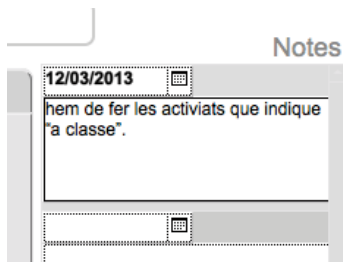 Notes
12/03/2013
hem de fer les activiats que indique
“a classe”.